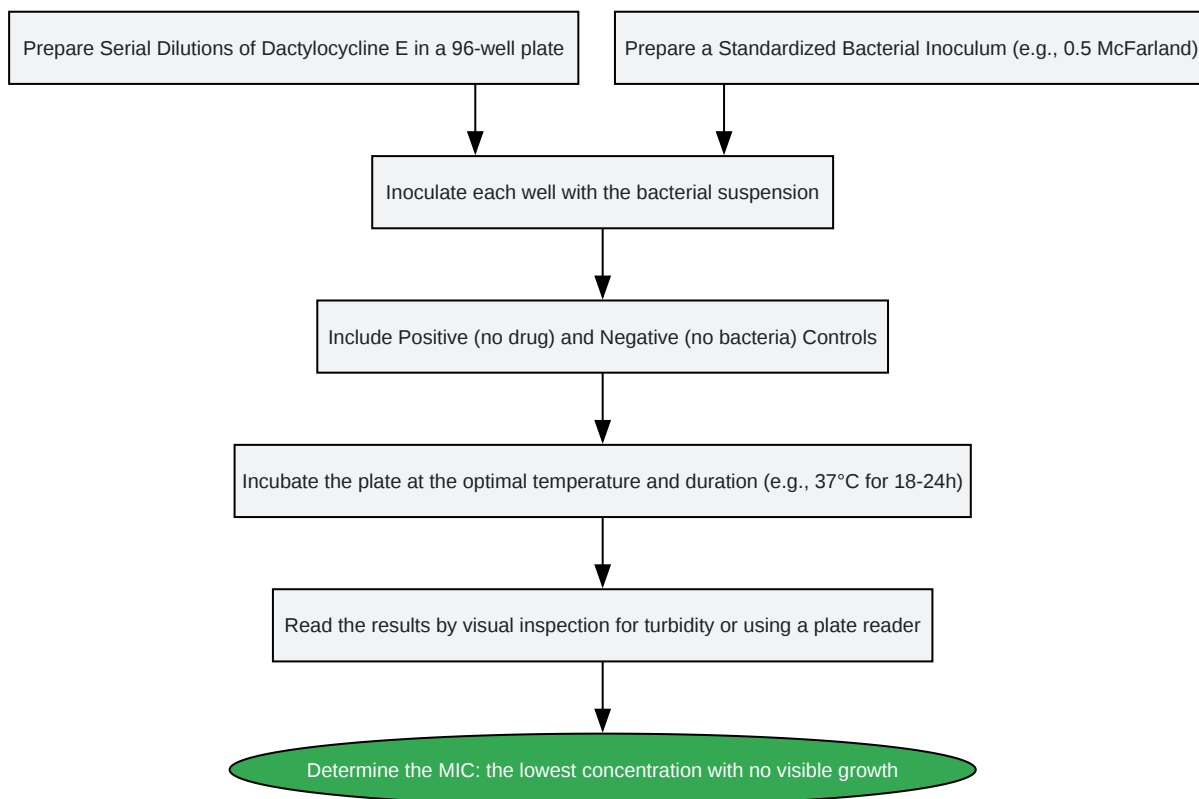 Prepare Serial Dilutions of Dactylocycline E in a 96-well plate
Prepare a Standardized Bacterial Inoculum (e.g., 0.5 McFarland)
Inoculate each well with the bacterial suspension
Include Positive (no drug) and Negative (no bacteria) Controls
Incubate the plate at the optimal temperature and duration (e.g., 37°C for 18-24h)
Read the results by visual inspection for turbidity or using a plate reader
Determine the MIC: the lowest concentration with no visible growth